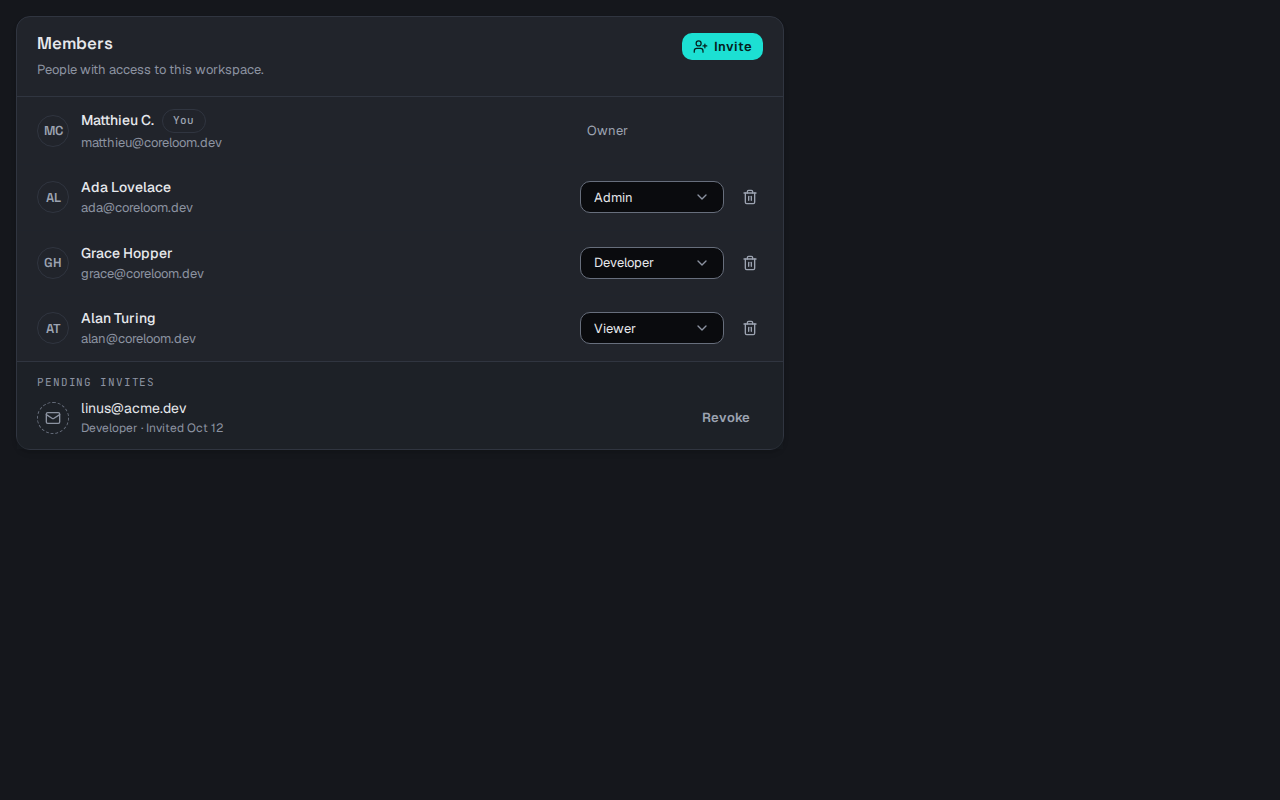 Members
Invite
People with access to this workspace.
MC
Matthieu C.
You
matthieu@coreloom.dev
Owner
AL
Ada Lovelace
ada@coreloom.dev
Admin
GH
Grace Hopper
grace@coreloom.dev
Developer
AT
Alan Turing
alan@coreloom.dev
Viewer
PENDING INVITES
linus@acme.dev
Developer · Invited Oct 12
Revoke